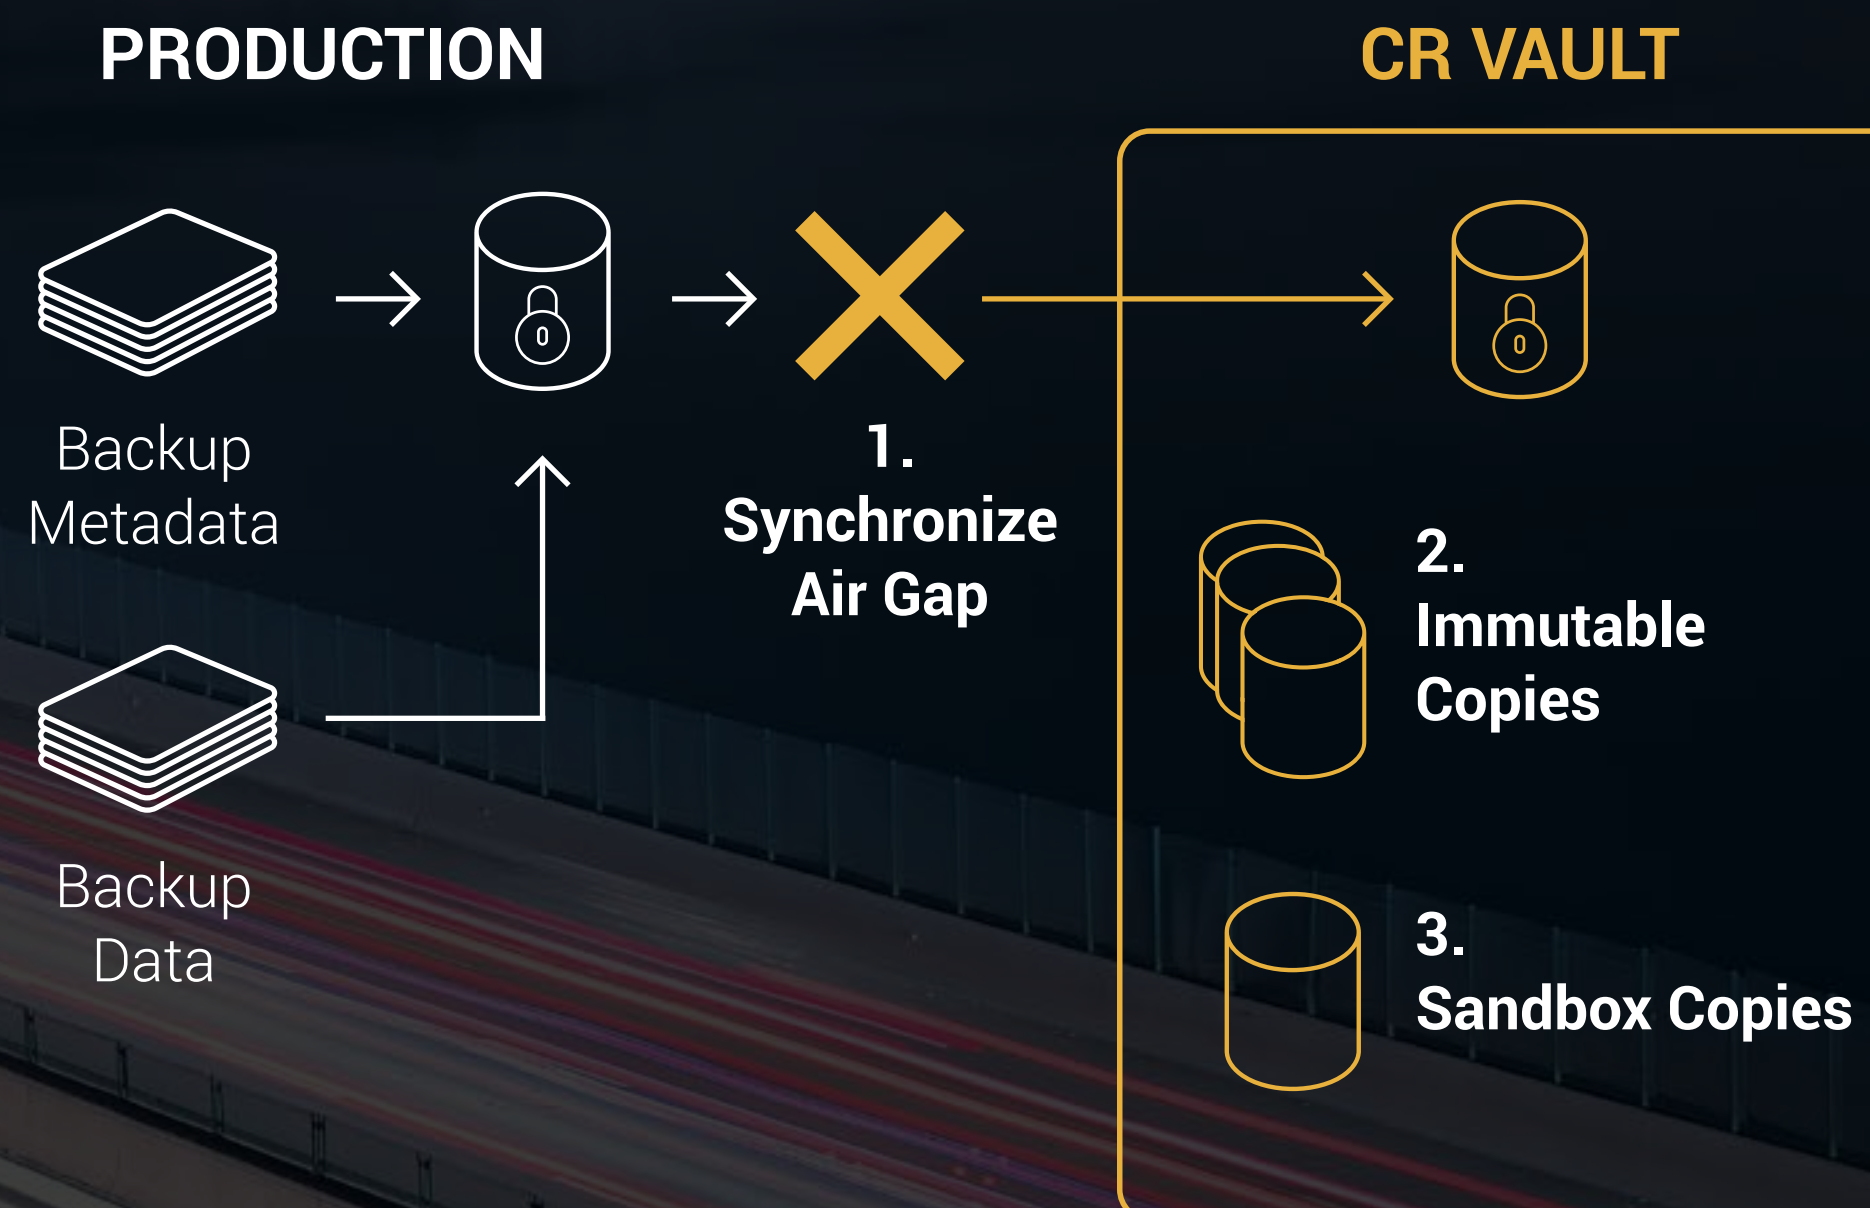 PRODUCTION
CR VAULT
Backup
Metadata
1.
Synchronize
Air Gap
2.
Immutable
Copies
Backup
Data
3.
Sandbox Copies